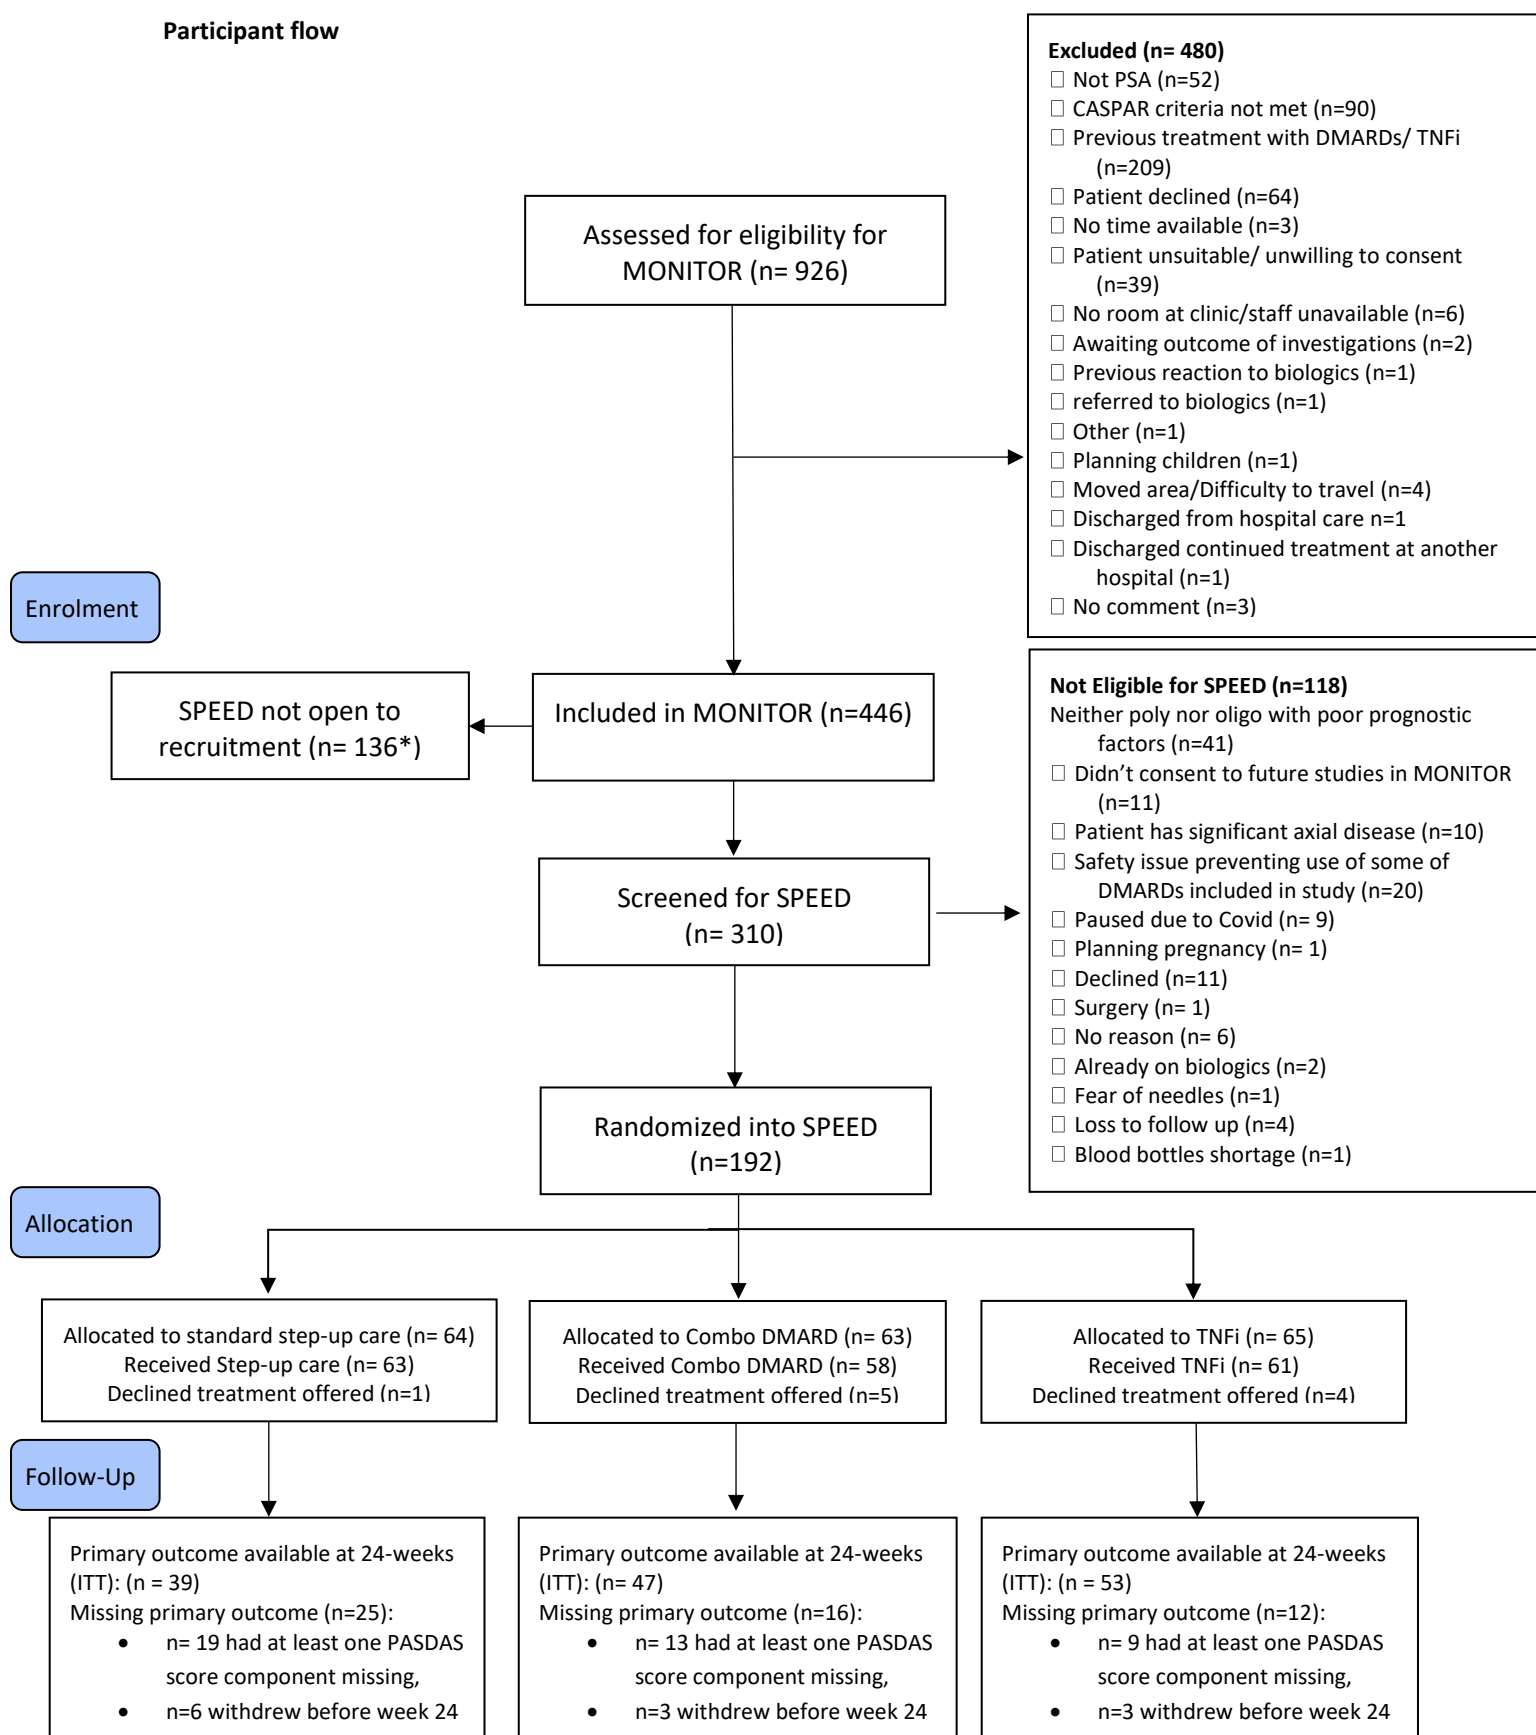 Participant flow
Excluded (n= 480)
☐ Not PSA (n=52)
☐ CASPAR criteria not met (n=90)
☐ Previous treatment with DMARDs/ TNFi
(n=209)
☐ Patient declined (n=64)
☐ No time available (n=3)
☐ Patient unsuitable/ unwilling to consent
(n=39)
☐ No room at clinic/staff unavailable (n=6)
☐ Awaiting outcome of investigations (n=2)
☐ Previous reaction to biologics (n=1)
☐ referred to biologics (n=1)
☐ Other (n=1)
☐ Planning children (n=1)
☐ Moved area/Difficulty to travel (n=4)
☐ Discharged from hospital care n=1
☐ Discharged continued treatment at another
hospital (n=1)
☐ No comment (n=3)
Assessed for eligibility for
MONITOR (n= 926)
Enrolment
SPEED not open to
recruitment (n= 136*)
Included in MONITOR (n=446)
Not Eligible for SPEED (n=118)
Neither poly nor oligo with poor prognostic
factors (n=41)
☐ Didn’t consent to future studies in MONITOR
(n=11)
☐ Patient has significant axial disease (n=10)
☐ Safety issue preventing use of some of
DMARDs included in study (n=20)
☐ Paused due to Covid (n= 9)
☐ Planning pregnancy (n= 1)
☐ Declined (n=11)
☐ Surgery (n= 1)
☐ No reason (n= 6)
☐ Already on biologics (n=2)
☐ Fear of needles (n=1)
☐ Loss to follow up (n=4)
☐ Blood bottles shortage (n=1)
Screened for SPEED
(n= 310)
Randomized into SPEED
(n=192)
Allocation
Allocated to standard step-up care (n= 64)
Received Step-up care (n= 63)
Declined treatment offered (n=1)
Allocated to Combo DMARD (n= 63)
Received Combo DMARD (n= 58)
Declined treatment offered (n=5)
Allocated to TNFi (n= 65)
Received TNFi (n= 61)
Declined treatment offered (n=4)
Follow-Up
Primary outcome available at 24-weeks
(ITT): (n = 39)
Missing primary outcome (n=25):
• n= 19 had at least one PASDAS
score component missing,
• n=6 withdrew before week 24
Primary outcome available at 24-weeks
(ITT): (n= 47)
Missing primary outcome (n=16):
• n= 13 had at least one PASDAS
score component missing,
• n=3 withdrew before week 24
Primary outcome available at 24-weeks
(ITT): (n = 53)
Missing primary outcome (n=12):
• n= 9 had at least one PASDAS
score component missing,
• n=3 withdrew before week 24